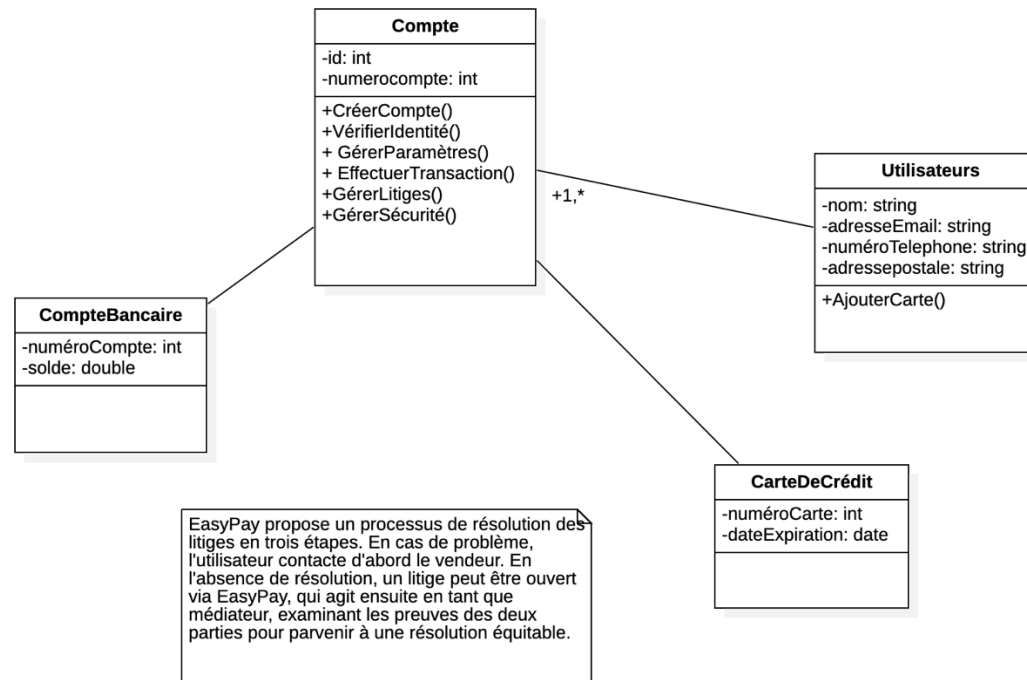 Compte
-id: int
-numerocompte: int
+CréerCompte()
+VérifierIdentité()
+ GérerParamètres()
+ EffectuerTransaction()
+GérerLitiges()
+GérerSécurité()
+1,*
Utilisateurs
-nom: string
-adresseEmail: string
-numéroTelephone: string
-adressepostale: string
+AjouterCarte()
CompteBancaire
-numéroCompte: int
-solde: double
CarteDeCrédit
-numéroCarte: int
-dateExpiration: date
EasyPay propose un processus de résolution des
litiges en trois étapes. En cas de problème,
l'utilisateur contacte d'abord le vendeur. En
l'absence de résolution, un litige peut être ouvert
via EasyPay, qui agit ensuite en tant que
médiateur, examinant les preuves des deux
parties pour parvenir à une résolution équitable.